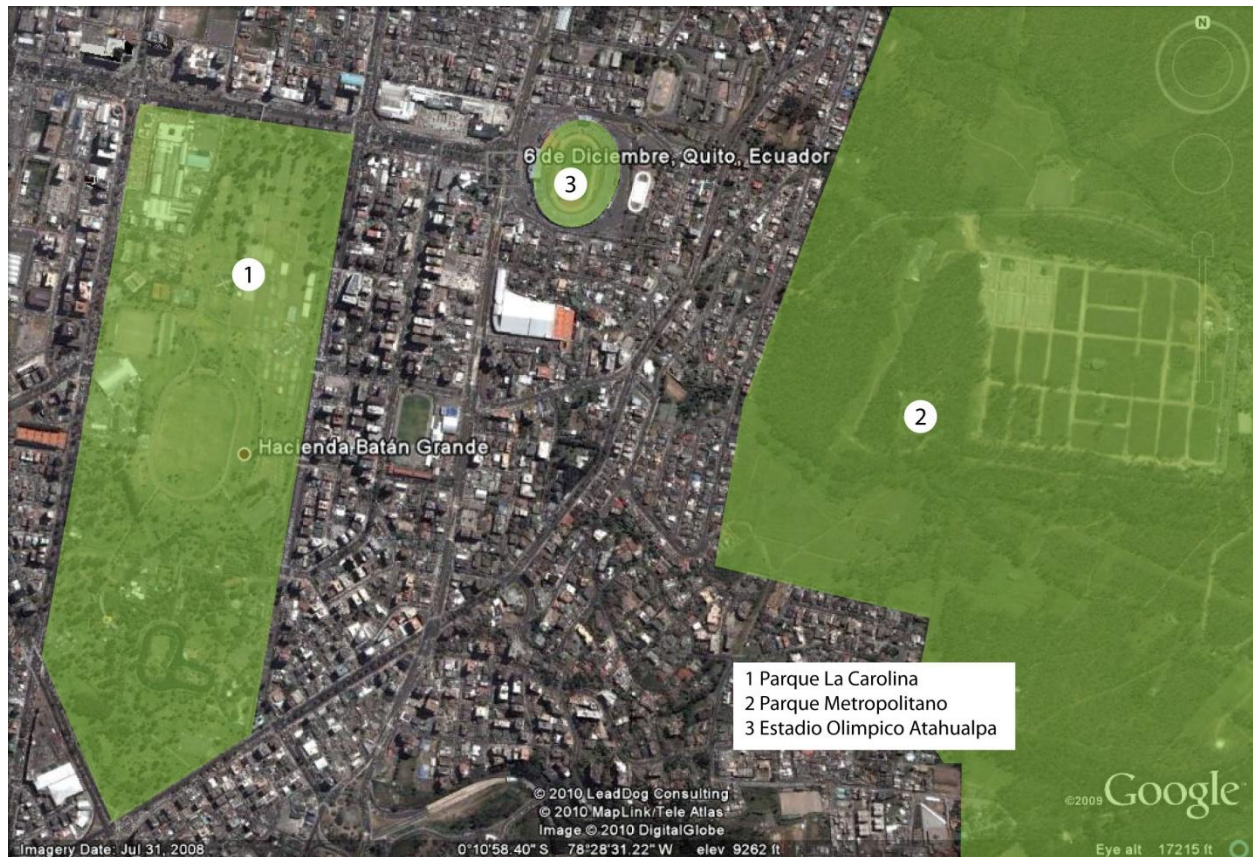 N
6 de Diciembre, Quito, Ecuador
3
1
2
Hacienda Batán Grande
1 Parque La Carolina
2 Parque Metropolitano
3 Estadio Olimpico Atahualpa
© 2010 LeadDog Consulting
© 2010 MapLink/Tele Atlas
Image © 2010 DigitalGlobe
©2009 Google
Imagery Date: Jul 31, 2008
0°10'58.40" S 78°28'31.22" W elev 9262 ft
Eye alt 17215 ft